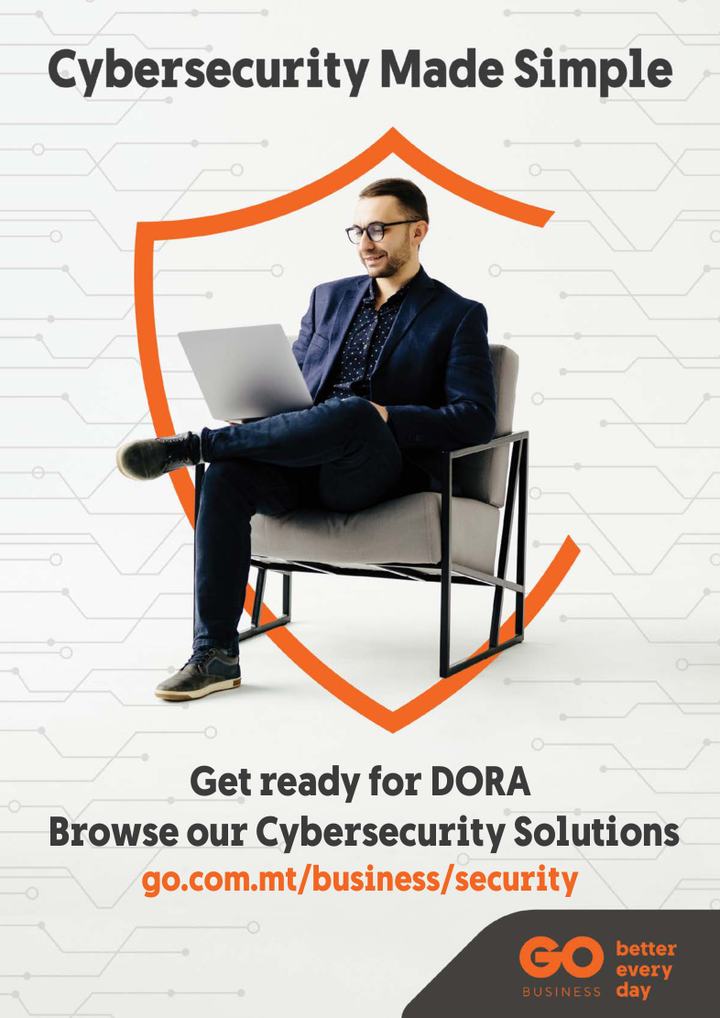 Cybersecurity Made Simple
Get ready for DORA
Browse our Cybersecurity Solutions
go.com.mt/business/security
GO
BUSINESS
better
every
day